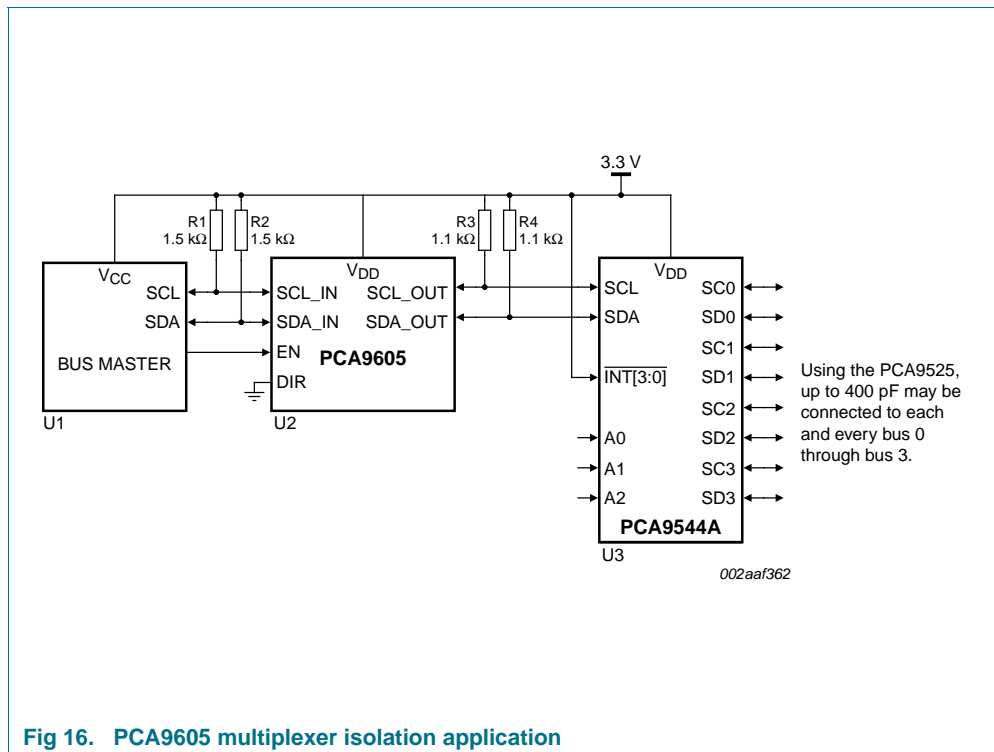 3.3 V
R1
1.5 kΩ
R2
1.5 kΩ
R3
1.1 kΩ
R4
1.1 kΩ
VCC
SCL
SDA
BUS MASTER
U1
VDD
SCL_IN
SDA_IN
EN
DIR
SCL_OUT
SDA_OUT
PCA9605
U2
VDD
SCL
SDA
INT[3:0]
A0
A1
A2
SC0
SD0
SC1
SD1
SC2
SD2
SC3
SD3
PCA9544A
U3
Using the PCA9525,
up to 400 pF may be
connected to each
and every bus 0
through bus 3.
002aaf362
Fig 16. PCA9605 multiplexer isolation application